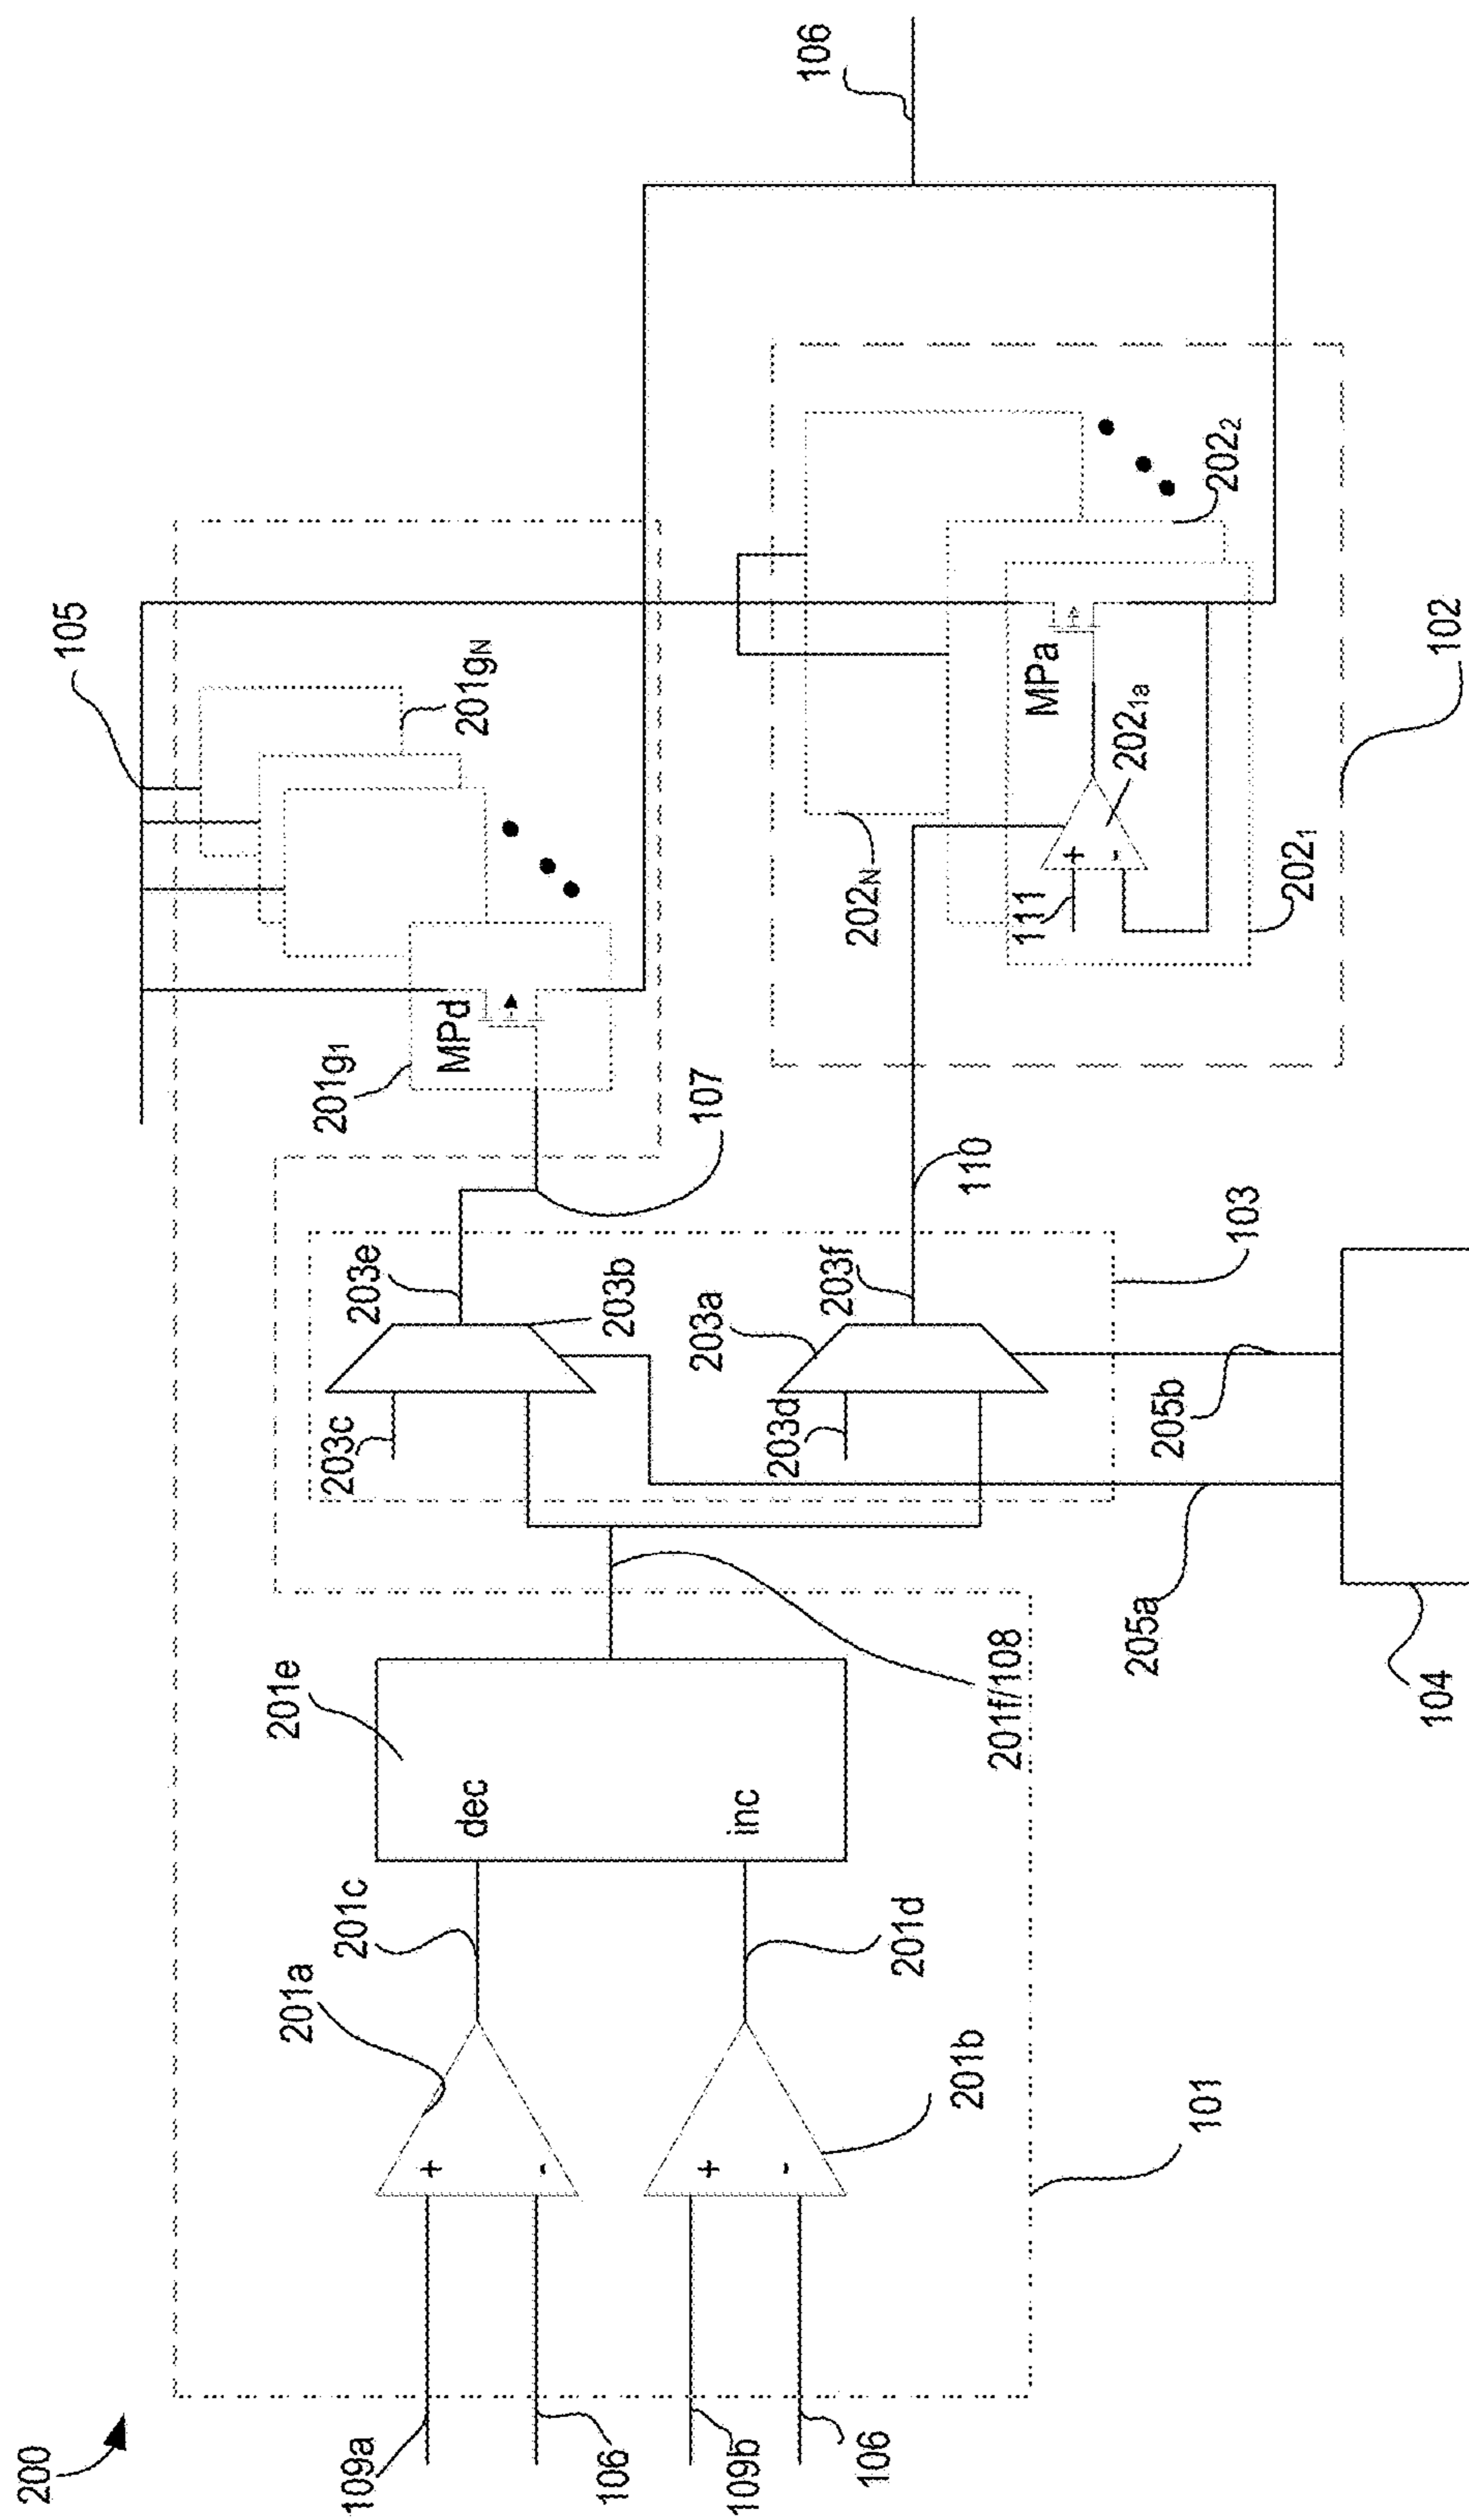 200
105
106
201gN
201g1
MPd
107
202N
2022
MPa
111
+
-
2021a
2021
102
110
203e
203b
203c
203a
203f
203d
103
205b
205a
104
201e
dec
inc
201f/108
201c
201a
+
-
201d
201b
+
-
101
109a
106
109b
106